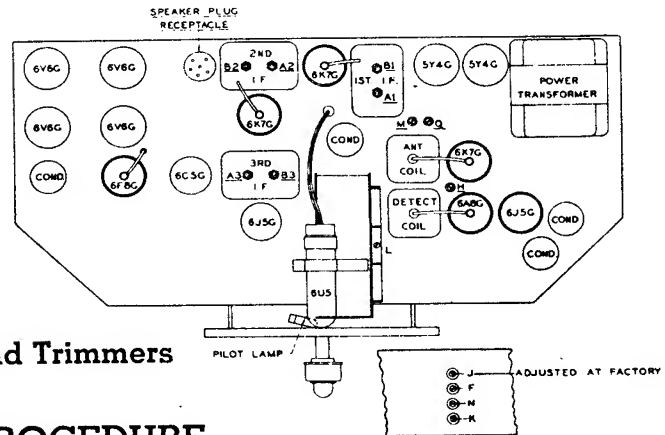 SPEAKER PLUG
RECEPTACLE
6V6G
6V6G
2ND
B2 A2
I F
6K7G
B1
1ST I F.
A1
5Y4G
5Y4G
POWER
TRANSFORMER
6V6G
6V6G
6K7G
COND
M Q
ANT
COIL
6K7G
COND.
6F8G
6C5G
3RD
A3 B3
I F
H
DETECT
COIL
6A8G
6J5G
COND
6J5G
L
COND.
6U5
nd Trimmers
PILOT LAMP
J ADJUSTED AT FACTORY
F
N
K
ROCEDURE